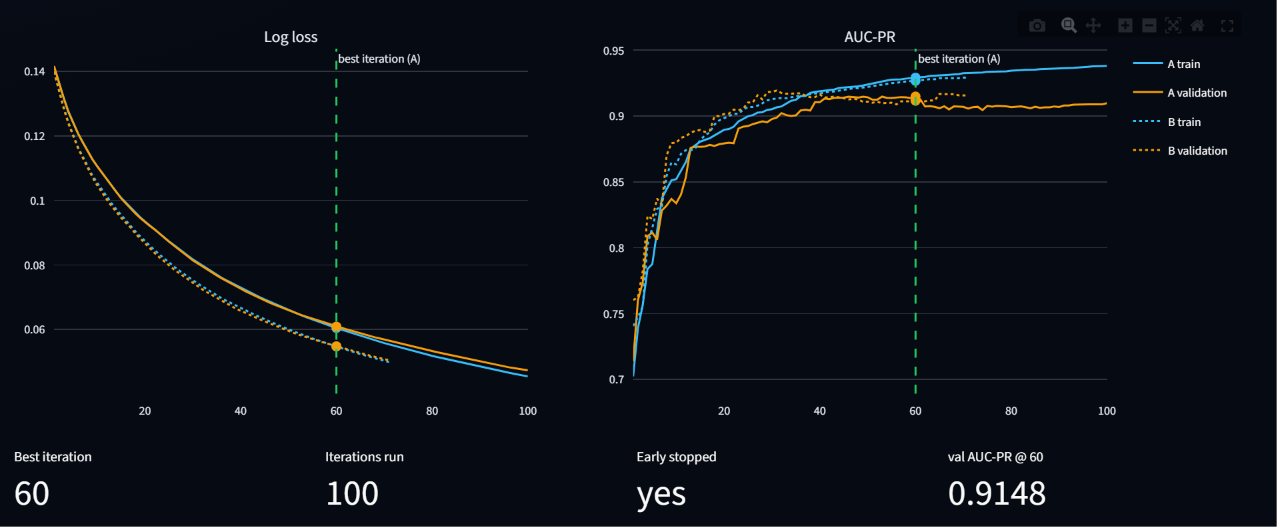 Log loss
best iteration (A)
0.14
0.12
0.1
0.08
0.06
20 40 60 80 100
AUC-PR
best iteration (A)
0.95
0.9
0.85
0.8
0.75
0.7
20 40 60 80 100
A train
A validation
B train
B validation
Best iteration
60
Iterations run
100
Early stopped
yes
val AUC-PR @ 60
0.9148